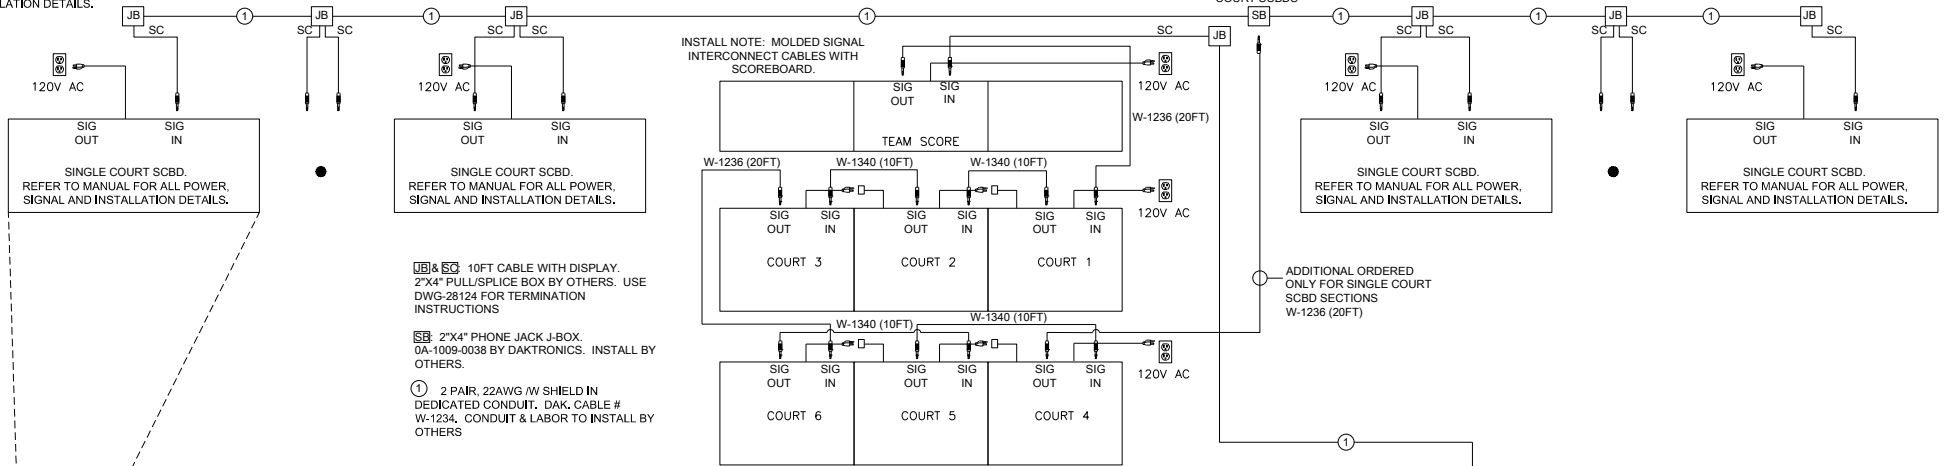 LATION DETAILS.
COURT SCBDS
JB 1 JB 1 JB 1 SB 1 JB 1 JB 1 JB
SC SC SC SC SC SC JB SC SC SC SC SC
INSTALL NOTE: MOLDED SIGNAL
INTERCONNECT CABLES WITH
SCOREBOARD.
120V AC
120V AC
120V AC
120V AC
120V AC
SIG OUT
SIG IN
TEAM SCORE
W-1236 (20FT)
SIG OUT
SIG IN
SINGLE COURT SCBD.
REFER TO MANUAL FOR ALL POWER,
SIGNAL AND INSTALLATION DETAILS.
SIG OUT
SIG IN
SINGLE COURT SCBD.
REFER TO MANUAL FOR ALL POWER,
SIGNAL AND INSTALLATION DETAILS.
SIG OUT
SIG IN
SINGLE COURT SCBD.
REFER TO MANUAL FOR ALL POWER,
SIGNAL AND INSTALLATION DETAILS.
SIG OUT
SIG IN
SINGLE COURT SCBD.
REFER TO MANUAL FOR ALL POWER,
SIGNAL AND INSTALLATION DETAILS.
W-1236 (20FT) W-1340 (10FT) W-1340 (10FT)
120V AC
SIG SIG SIG SIG SIG SIG
OUT IN OUT IN OUT IN
COURT 3 COURT 2 COURT 1
JB & SC: 10FT CABLE WITH DISPLAY.
2"X4" PULL/SPLICE BOX BY OTHERS. USE
DWG-28124 FOR TERMINATION
INSTRUCTIONS
SB: 2"X4" PHONE JACK J-BOX.
0A-1009-0038 BY DAKTRONICS. INSTALL BY
OTHERS.
1 2 PAIR, 22AWG /W SHIELD IN
DEDICATED CONDUIT. DAK. CABLE #
W-1234. CONDUIT & LABOR TO INSTALL BY
OTHERS
ADDITIONAL ORDERED
ONLY FOR SINGLE COURT
SCBD SECTIONS
W-1236 (20FT)
W-1340 (10FT) W-1340 (10FT)
120V AC
SIG SIG SIG SIG SIG SIG
OUT IN OUT IN OUT IN
COURT 6 COURT 5 COURT 4
1